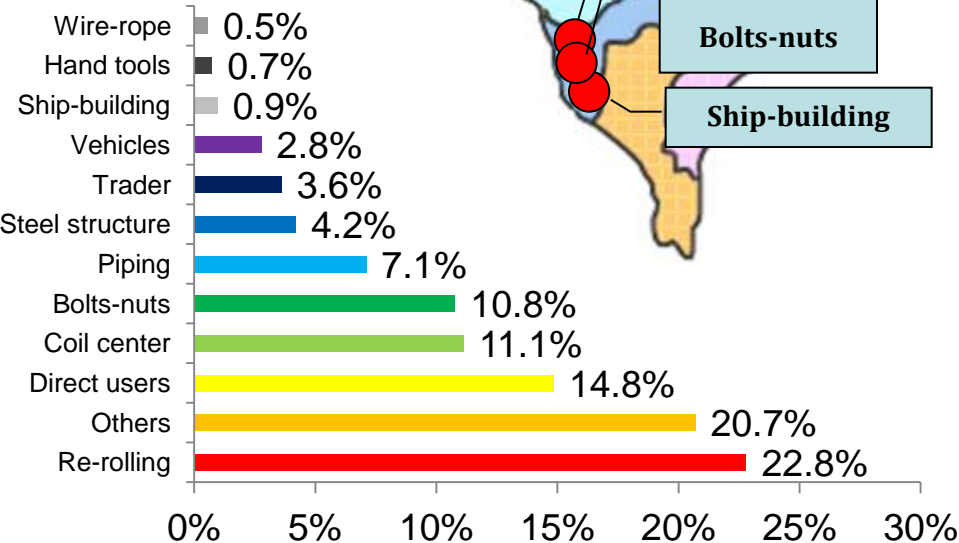 Wire-rope 0.5%
Hand tools 0.7%
Ship-building 0.9%
Vehicles 2.8%
Trader 3.6%
Steel structure 4.2%
Piping 7.1%
Bolts-nuts 10.8%
Coil center 11.1%
Direct users 14.8%
Others 20.7%
Re-rolling 22.8%
0% 5% 10% 15% 20% 25% 30%
Bolts-nuts
Ship-building